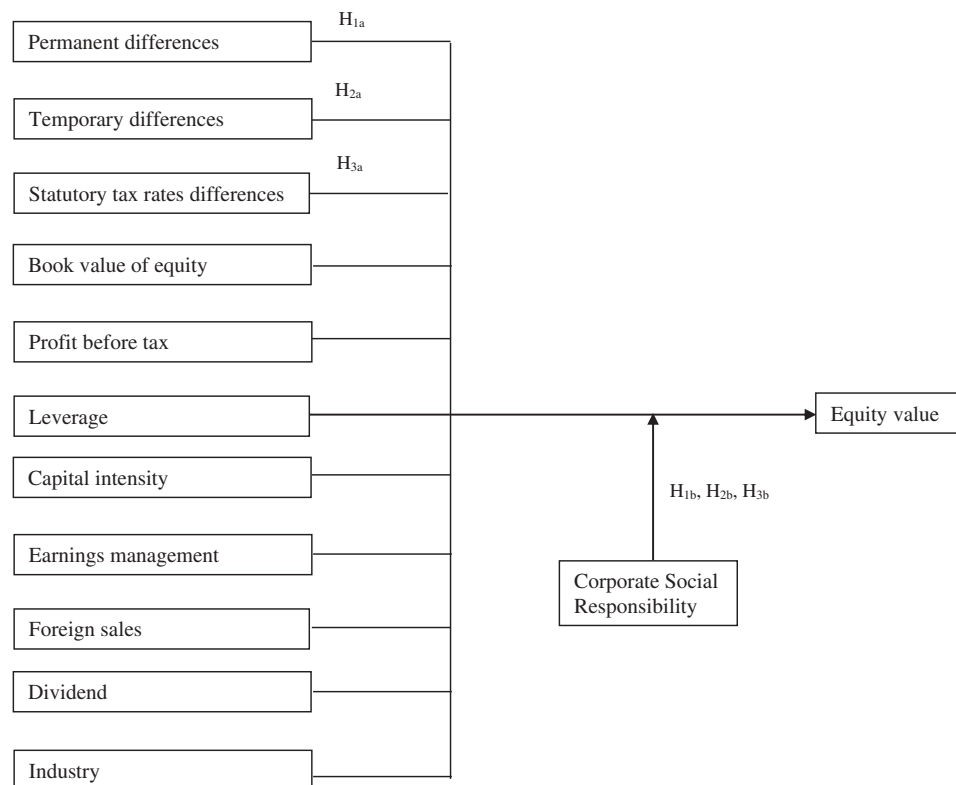 H1a
Permanent differences
H2a
Temporary differences
H3a
Statutory tax rates differences
Book value of equity
Profit before tax
Leverage
Equity value
Capital intensity
H1b, H2b, H3b
Earnings management
Corporate Social
Responsibility
Foreign sales
Dividend
Industry